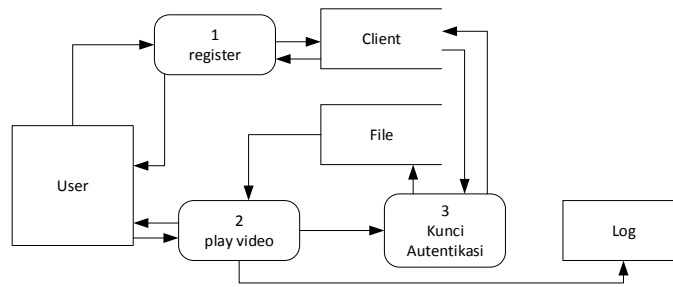 1
register
Client
File
User
2
play video
3
Kunci
Autentikasi
Log